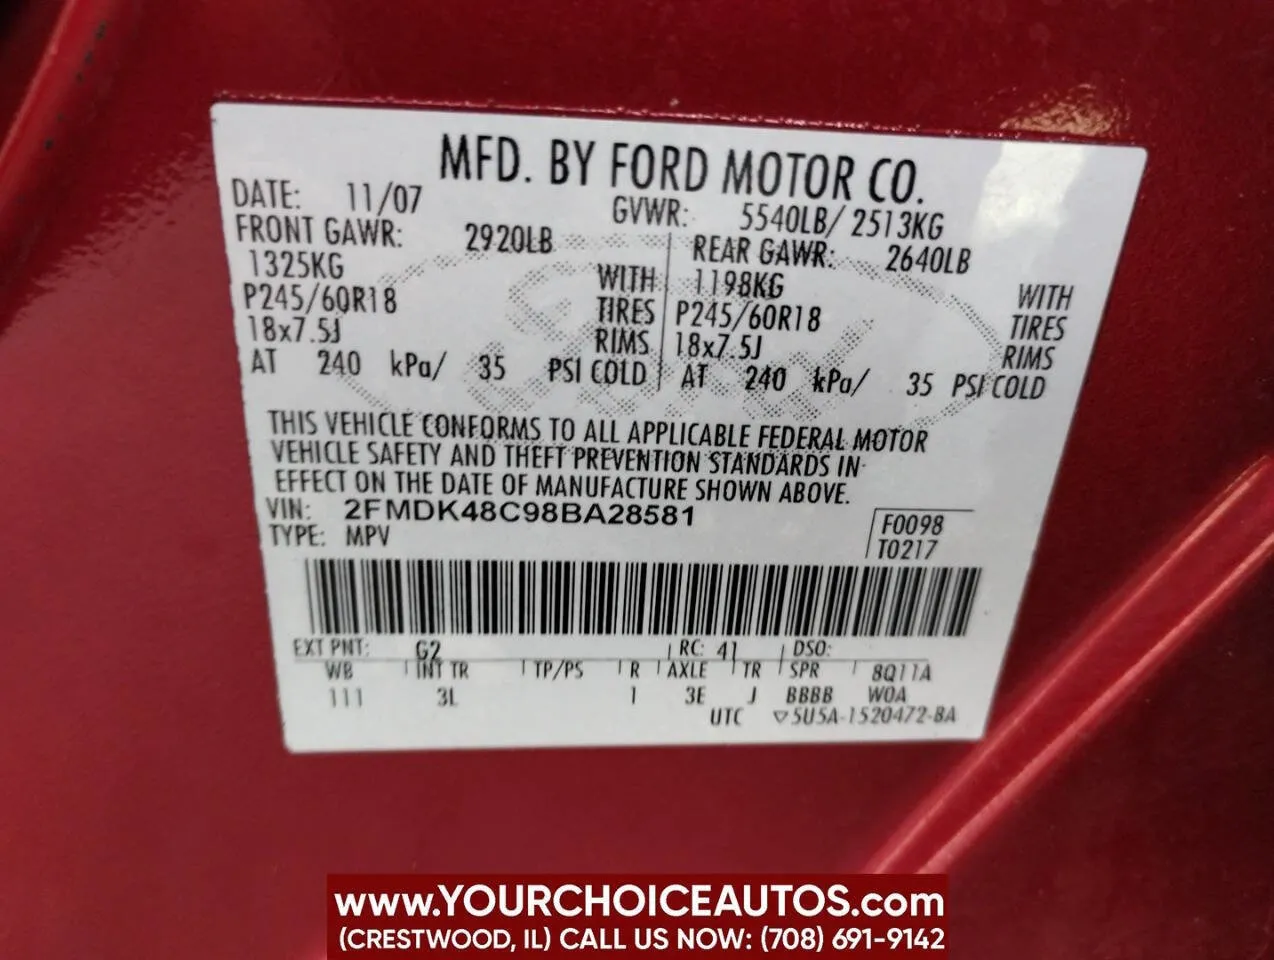 MFD. BY FORD MOTOR CO.
DATE: 11/07 GVWR: 5540LB/ 2513KG
FRONT GAWR: 2920LB REAR GAWR: 2640LB
1325KG WITH 1198KG WITH
P245/60R18 TIRES P245/60R18 TIRES
18x7.5J RIMS 18x7.5J RIMS
AT 240 kPa/ 35 PSI COLD AT 240 kPa/ 35 PSI COLD
THIS VEHICLE CONFORMS TO ALL APPLICABLE FEDERAL MOTOR
VEHICLE SAFETY AND THEFT PREVENTION STANDARDS IN
EFFECT ON THE DATE OF MANUFACTURE SHOWN ABOVE.
VIN: 2FMDK48C98BA28581 F0098
TYPE: MPV T0217
EXT PNT: G2 RC: 41 DSO:
WB INT TR TP/PS R AXLE TR SPR 8Q11A
111 3L 1 3E J BBBB W0A
UTC ▽5U5A-1520472-BA
www.YOURCHOICEAUTOS.com
(CRESTWOOD, IL) CALL US NOW: (708) 691-9142